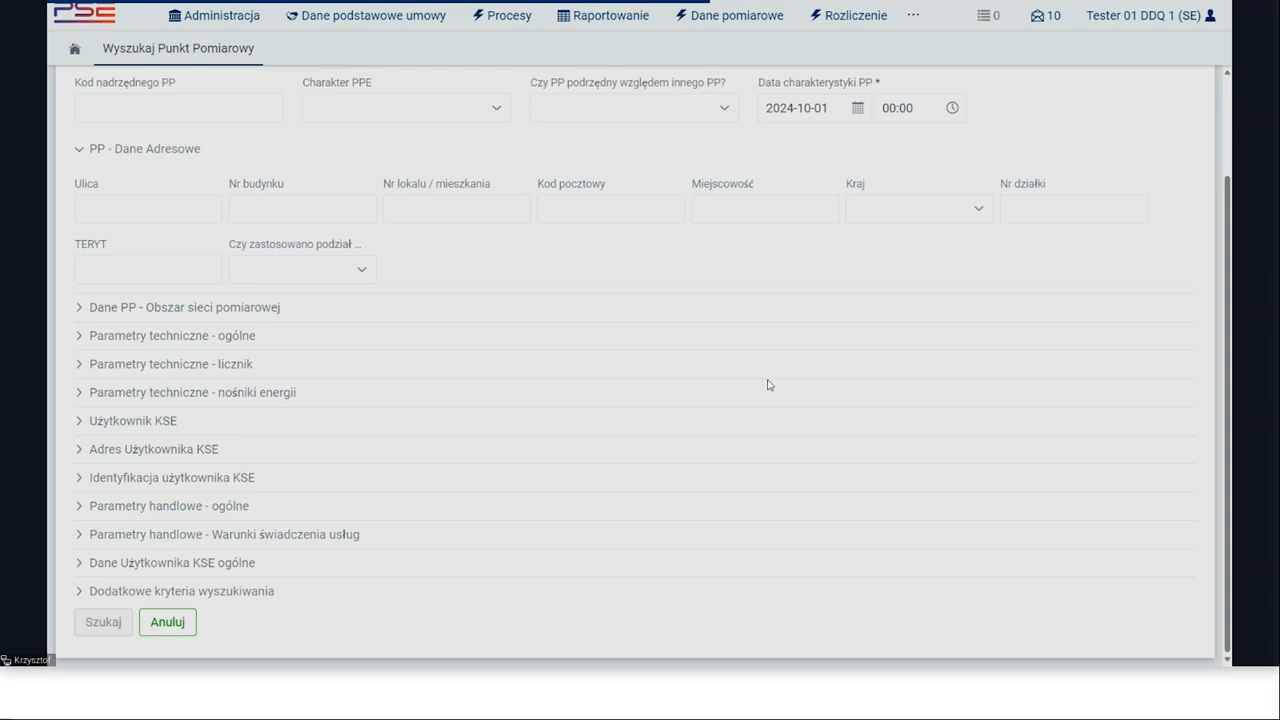 PSE
Administracja Dane podstawowe umowy Procesy Raportowanie Dane pomiarowe Rozliczenie ... 0 10 Tester 01 DDQ 1 (SE)
Wyszukaj Punkt Pomiarowy
Kod nadrzędnego PP Charakter PPE Czy PP podrzędny względem innego PP? Data charakterystyki PP *
2024-10-01 00:00
PP - Dane Adresowe
Ulica Nr budynku Nr lokalu / mieszkania Kod pocztowy Miejscowość Kraj Nr działki
TERYT Czy zastosowano podział ...
Dane PP - Obszar sieci pomiarowej
Parametry techniczne - ogólne
Parametry techniczne - licznik
Parametry techniczne - nośniki energii
Użytkownik KSE
Adres Użytkownika KSE
Identyfikacja użytkownika KSE
Parametry handlowe - ogólne
Parametry handlowe - Warunki świadczenia usług
Dane Użytkownika KSE ogólne
Dodatkowe kryteria wyszukiwania
Szukaj Anuluj
Krzysztof